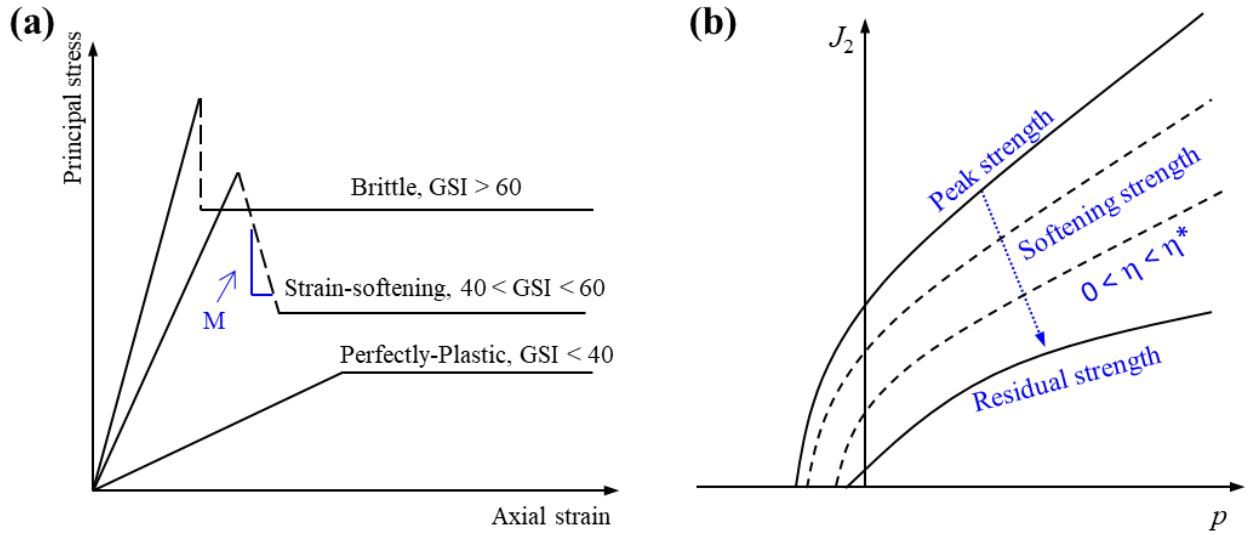 (a)
Principal stress
Brittle, GSI > 60
Strain-softening, 40 < GSI < 60
M
Perfectly-Plastic, GSI < 40
Axial strain
(b)
J₂
Peak strength
Softening strength
0 < η < η*
Residual strength
p